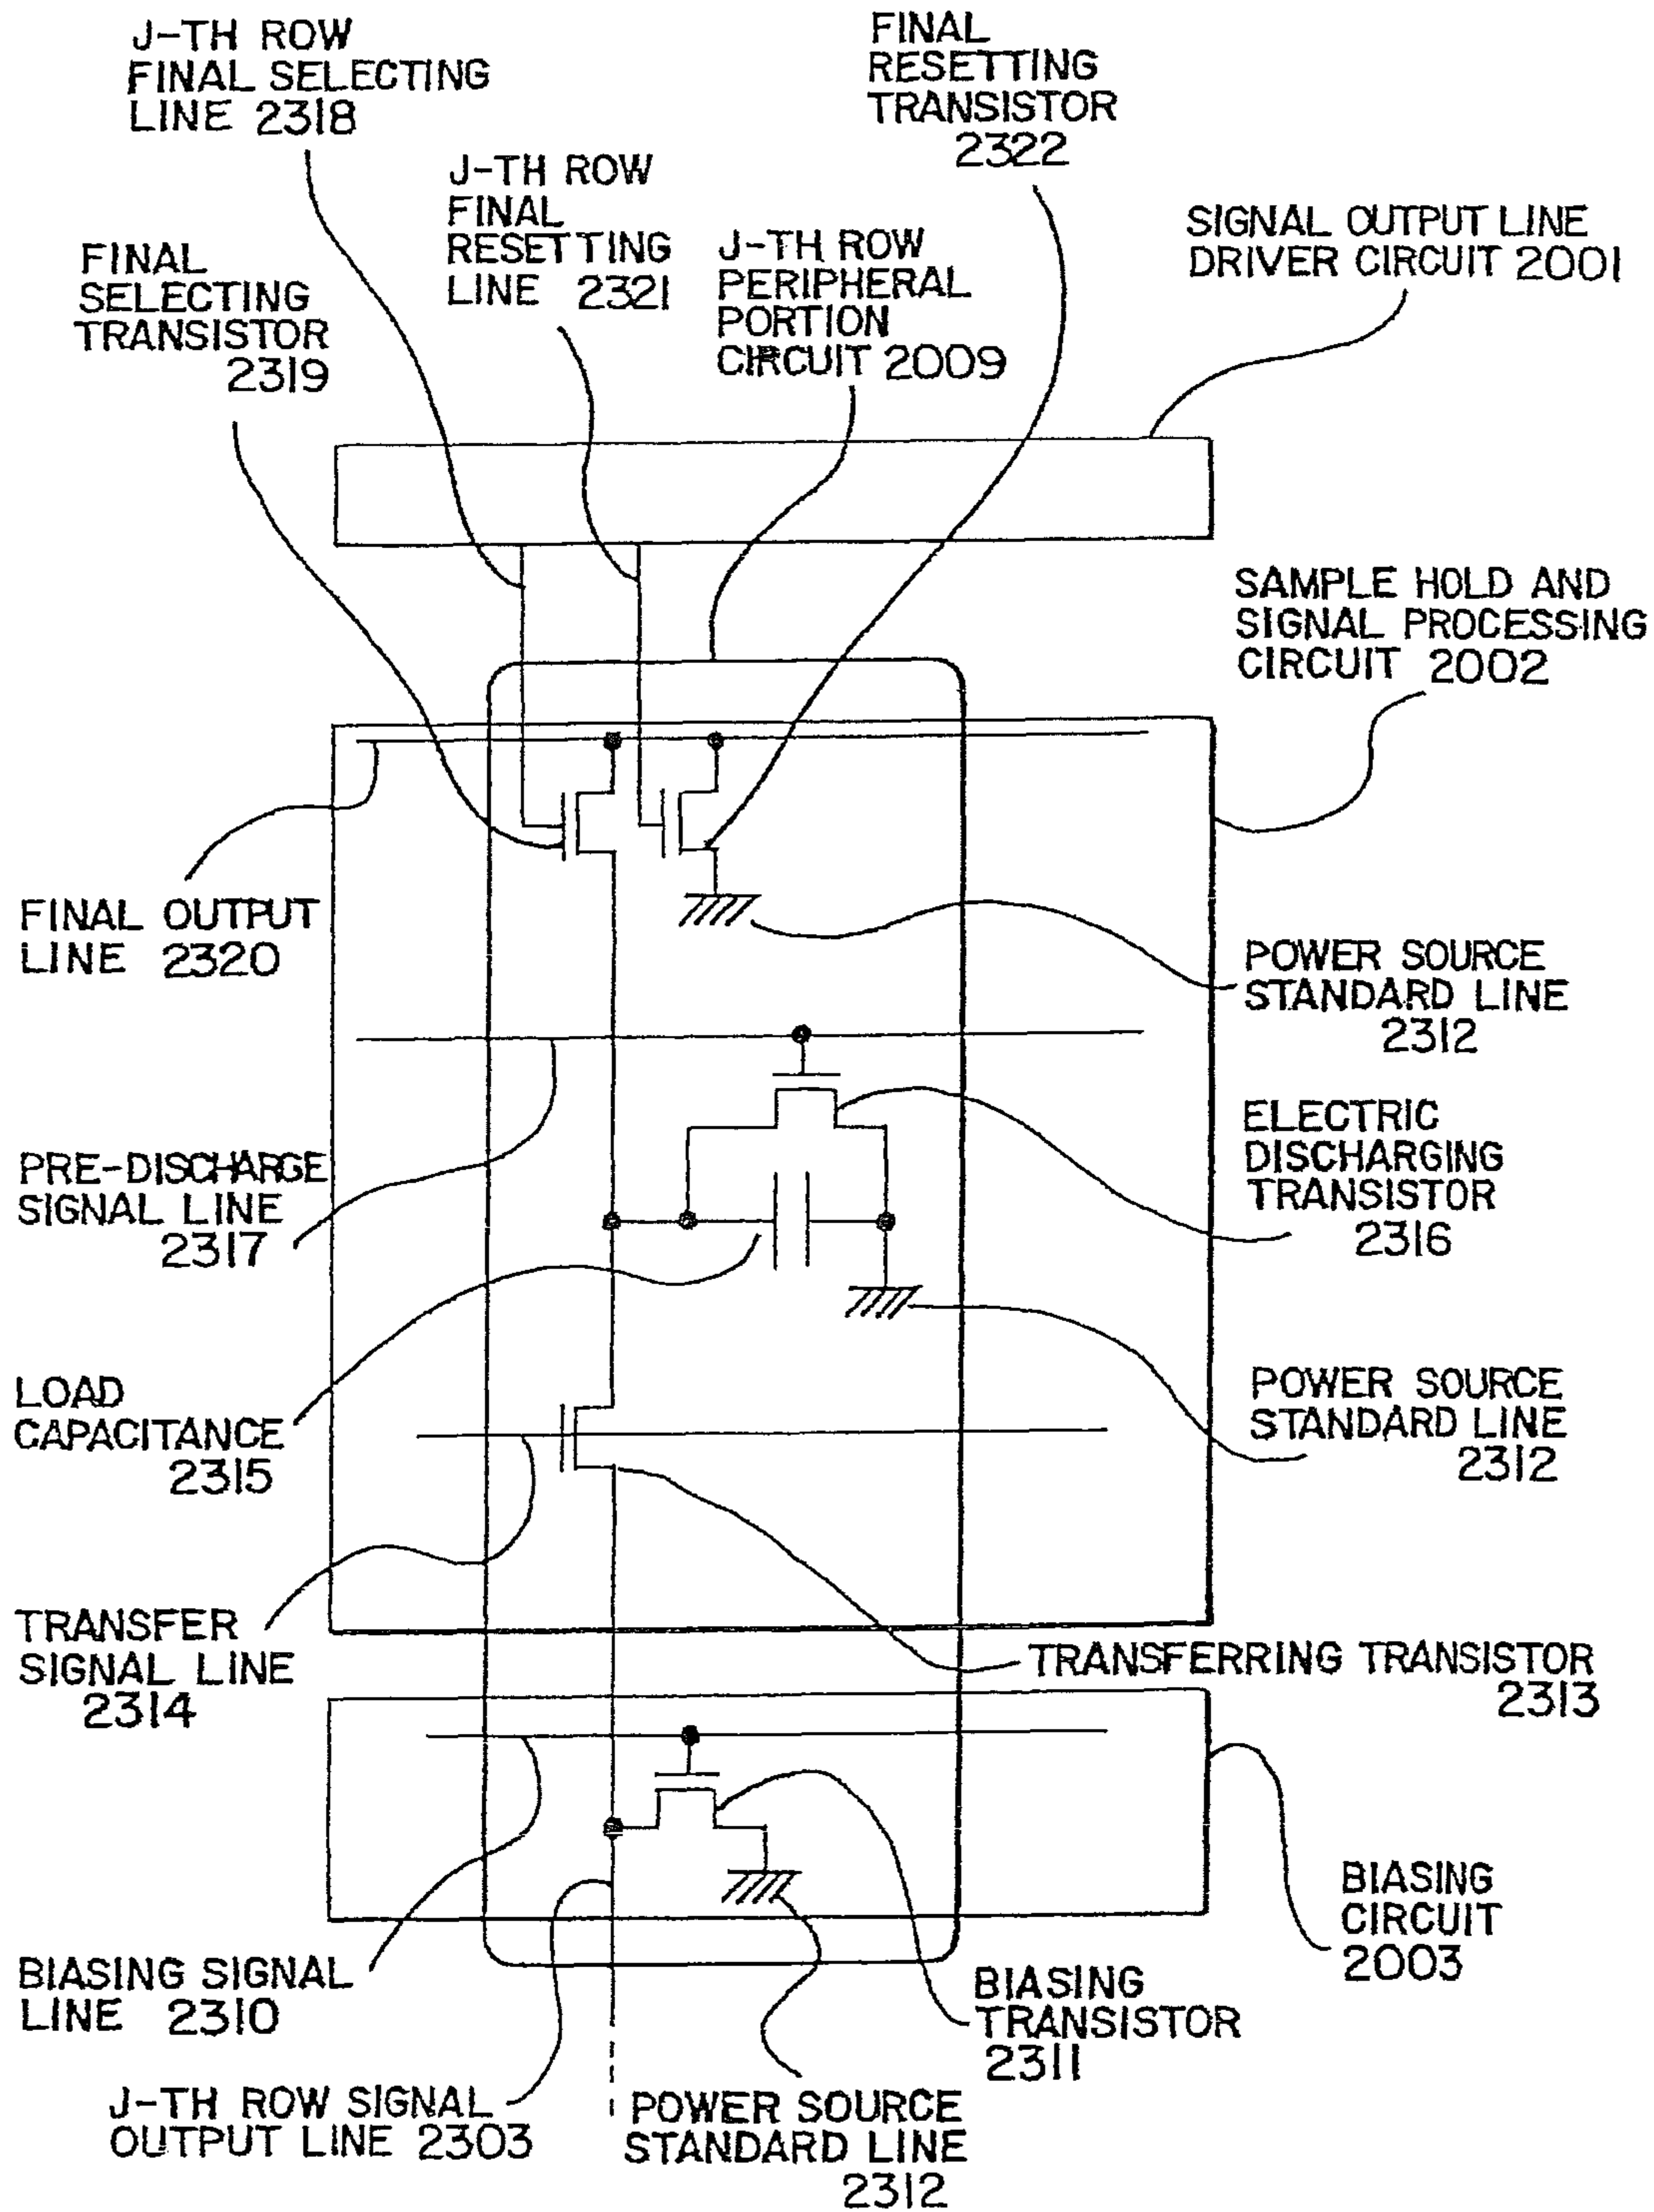 J-TH ROW
FINAL SELECTING
LINE 2318
FINAL
RESETTING
TRANSISTOR
2322
J-TH ROW
FINAL
RESETTING
LINE 2321
SIGNAL OUTPUT LINE
DRIVER CIRCUIT 2001
FINAL
SELECTING
TRANSISTOR
2319
J-TH ROW
PERIPHERAL
PORTION
CIRCUIT 2009
SAMPLE HOLD AND
SIGNAL PROCESSING
CIRCUIT 2002
FINAL OUTPUT
LINE 2320
POWER SOURCE
STANDARD LINE
2312
PRE-DISCHARGE
SIGNAL LINE
2317
ELECTRIC
DISCHARGING
TRANSISTOR
2316
LOAD
CAPACITANCE
2315
POWER SOURCE
STANDARD LINE
2312
TRANSFER
SIGNAL LINE
2314
TRANSFERRING TRANSISTOR
2313
BIASING
CIRCUIT
2003
BIASING SIGNAL
LINE 2310
BIASING
TRANSISTOR
2311
J-TH ROW SIGNAL
OUTPUT LINE 2303
POWER SOURCE
STANDARD LINE
2312